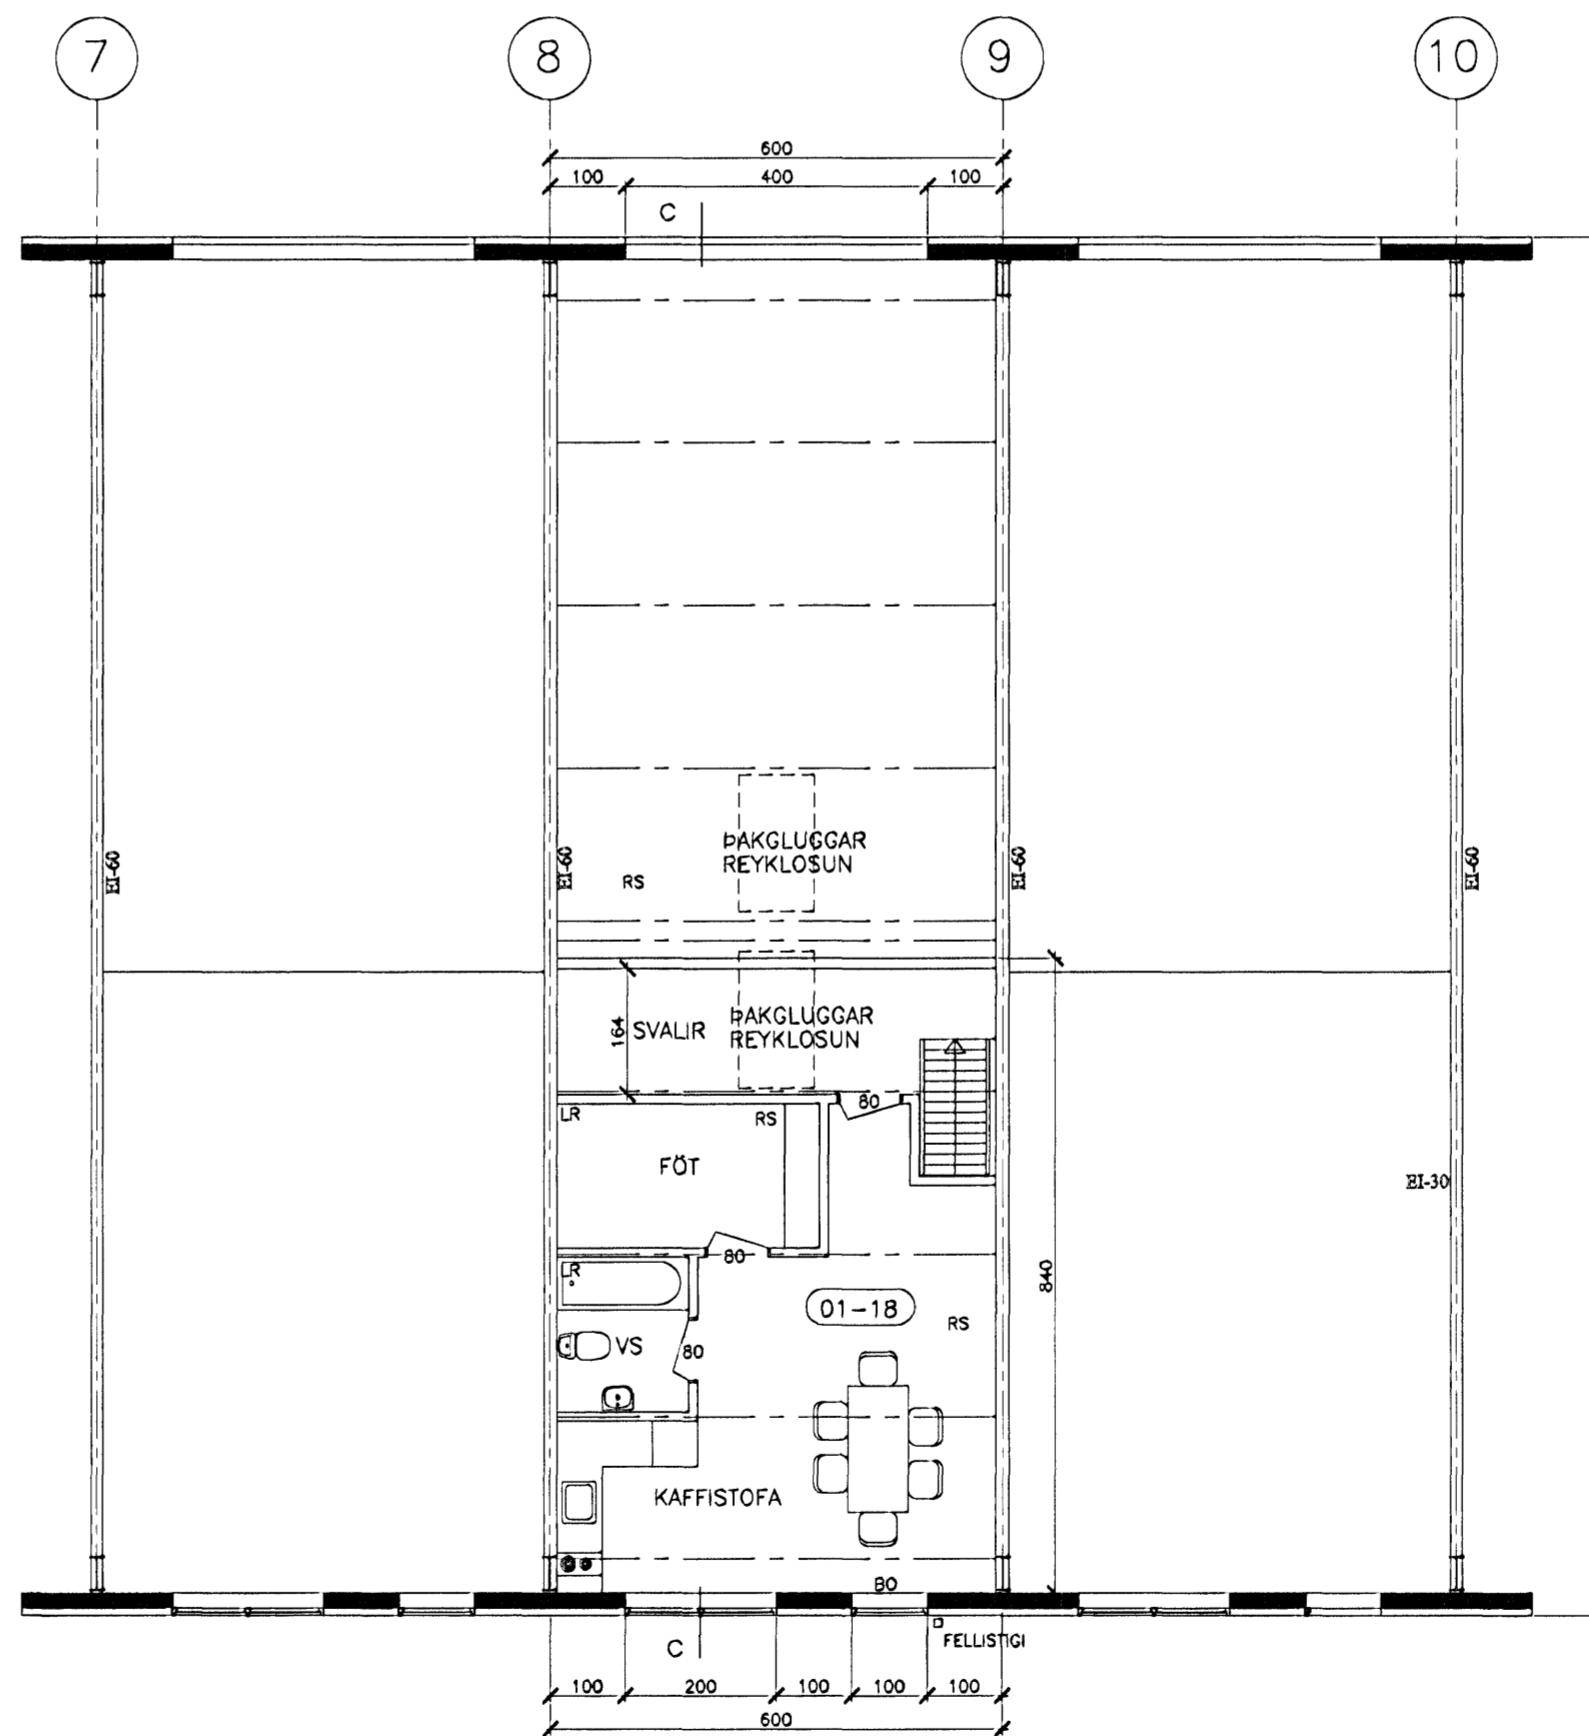 7
8
9
10
600
100
400
100
C
ÞAKGLUGGAR
REYKLOSUN
RS
EI-60
EI-60
EI-60
EI-60
164
SVALIR
ÞAKGLUGGAR
REYKLOSUN
80
LR
RS
FÖT
EI-30
80
LR
840
01-18
RS
VS
80
KAFFISTOFA
80
FELLISTIGI
C
100
200
100
100
100
600